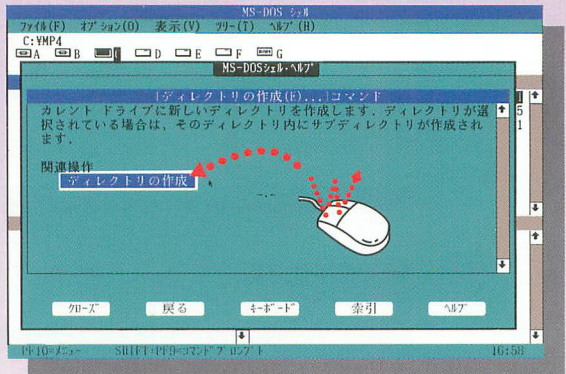 MS-DOS シェル
ファイル(F) オプション(O) 表示(V) ツリー(T) ヘルプ(H)
C:¥MP4
A B C D E F G
MS-DOSシェル・ヘルプ
[ディレクトリの作成(E)...]コマンド
カレント ドライブに新しいディレクトリを作成します. ディレクトリが選
択されている場合は, そのディレクトリ内にサブディレクトリが作成され
ます.
5
1
関連操作
ディレクトリの作成
クローズ 戻る キーボード 索引 ヘルプ
PF10=メニュー SHIFT+PF9=コマンド プロンプト 16:58